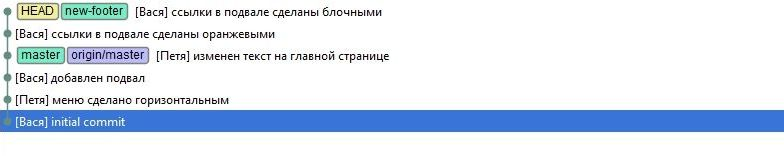 HEAD new-footer [Вася] ссылки в подвале сделаны блочными
[Вася] ссылки в подвале сделаны оранжевыми
master origin/master [Петя] изменен текст на главной странице
[Вася] добавлен подвал
[Петя] меню сделано горизонтальным
[Вася] initial commit